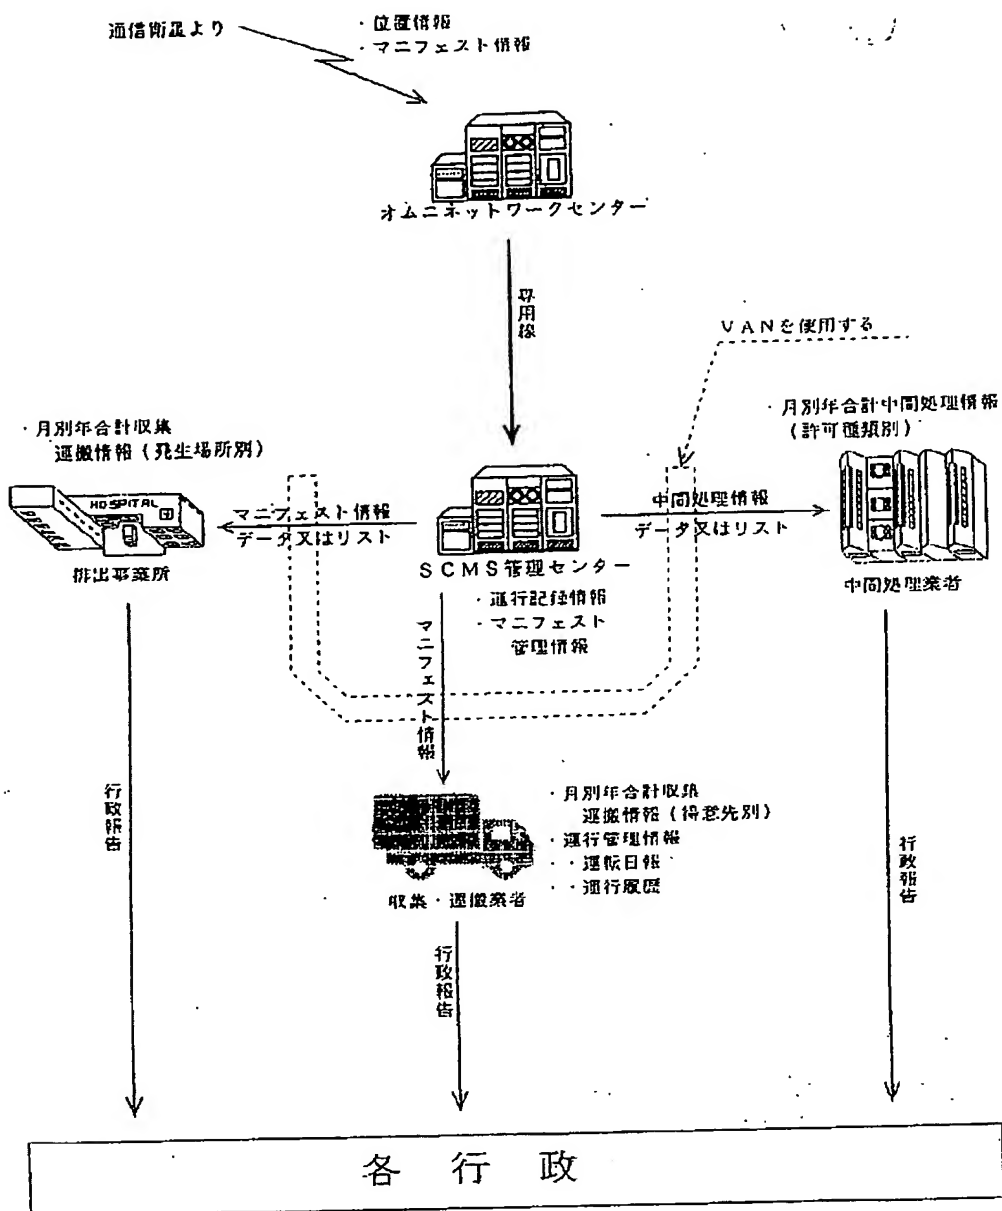 通信衛星より
・位置情報
・マニフェスト情報
オムニネットワークセンター
専用線
VANを使用する
・月別年合計収集
運搬情報(発生場所別)
・月別年合計中間処理情報
(許可種類別)
HOSPITAL
マニフェスト情報
データ又はリスト
中間処理情報
データ又はリスト
排出事業所
SCMS管理センター
中間処理業者
・運行記録情報
・マニフェスト
管理情報
マニフェスト情報
・月別年合計収集
運搬情報(得意先別)
・運行管理情報
・・運転日報
・・運行履歴
収集・運搬業者
行政報告
行政報告
行政報告
各行政